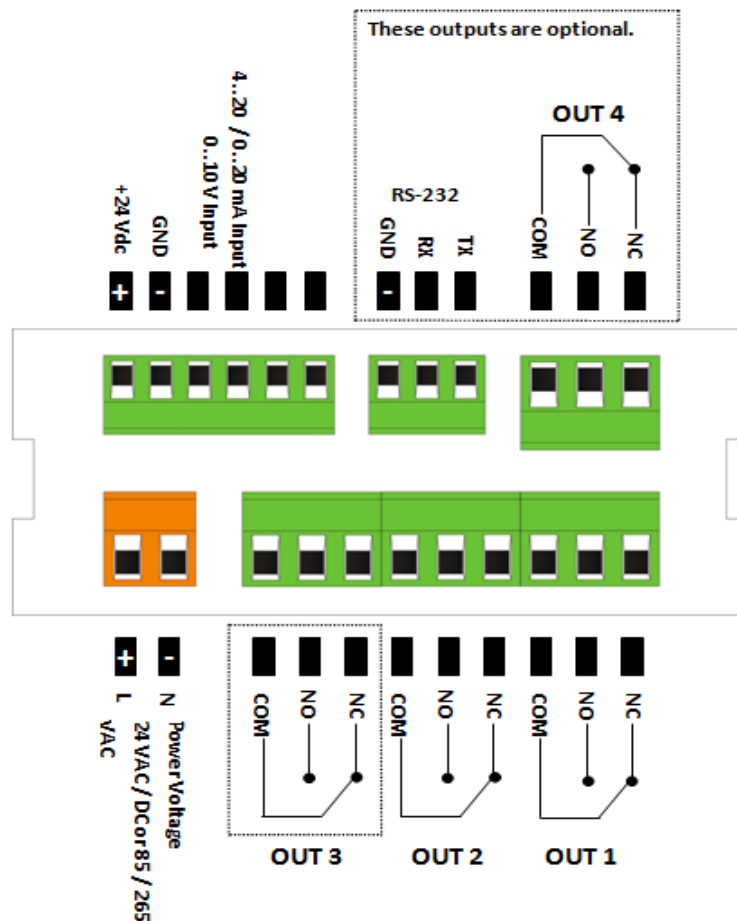 These outputs are optional.
OUT 4
RS-232
+24 Vdc
GND
0..10 V Input
4..20 / 0..20 mA Input
GND
RX
TX
COM
NO
NC
+
-
-
+
-
L
N
VAC
24 VAC / DCor 85 / 265
Power Voltage
COM
NO
NC
COM
NO
NC
COM
NO
NC
OUT 3
OUT 2
OUT 1